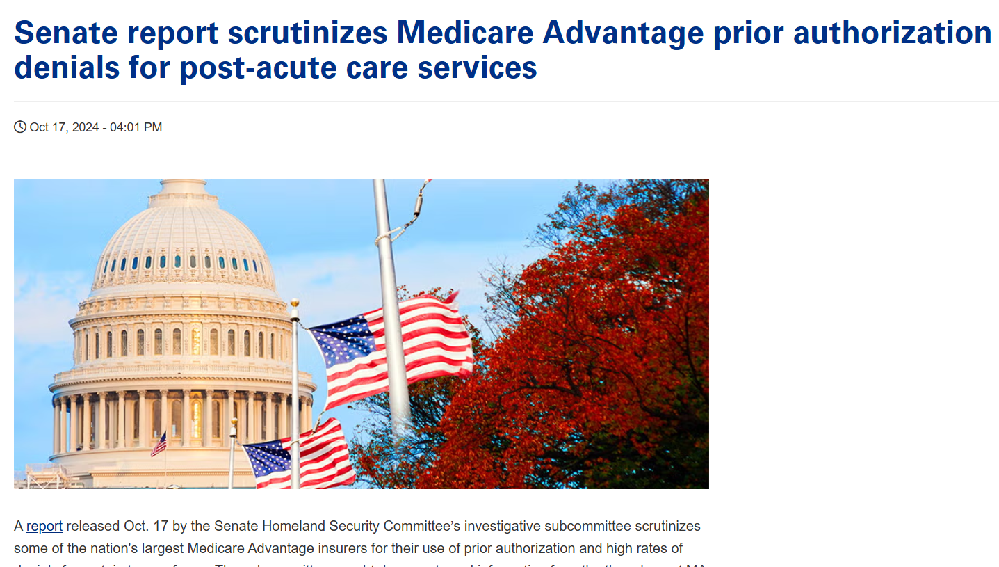 Senate report scrutinizes Medicare Advantage prior authorization
denials for post-acute care services
Oct 17, 2024 - 04:01 PM
A report released Oct. 17 by the Senate Homeland Security Committee’s investigative subcommittee scrutinizes
some of the nation's largest Medicare Advantage insurers for their use of prior authorization and high rates of